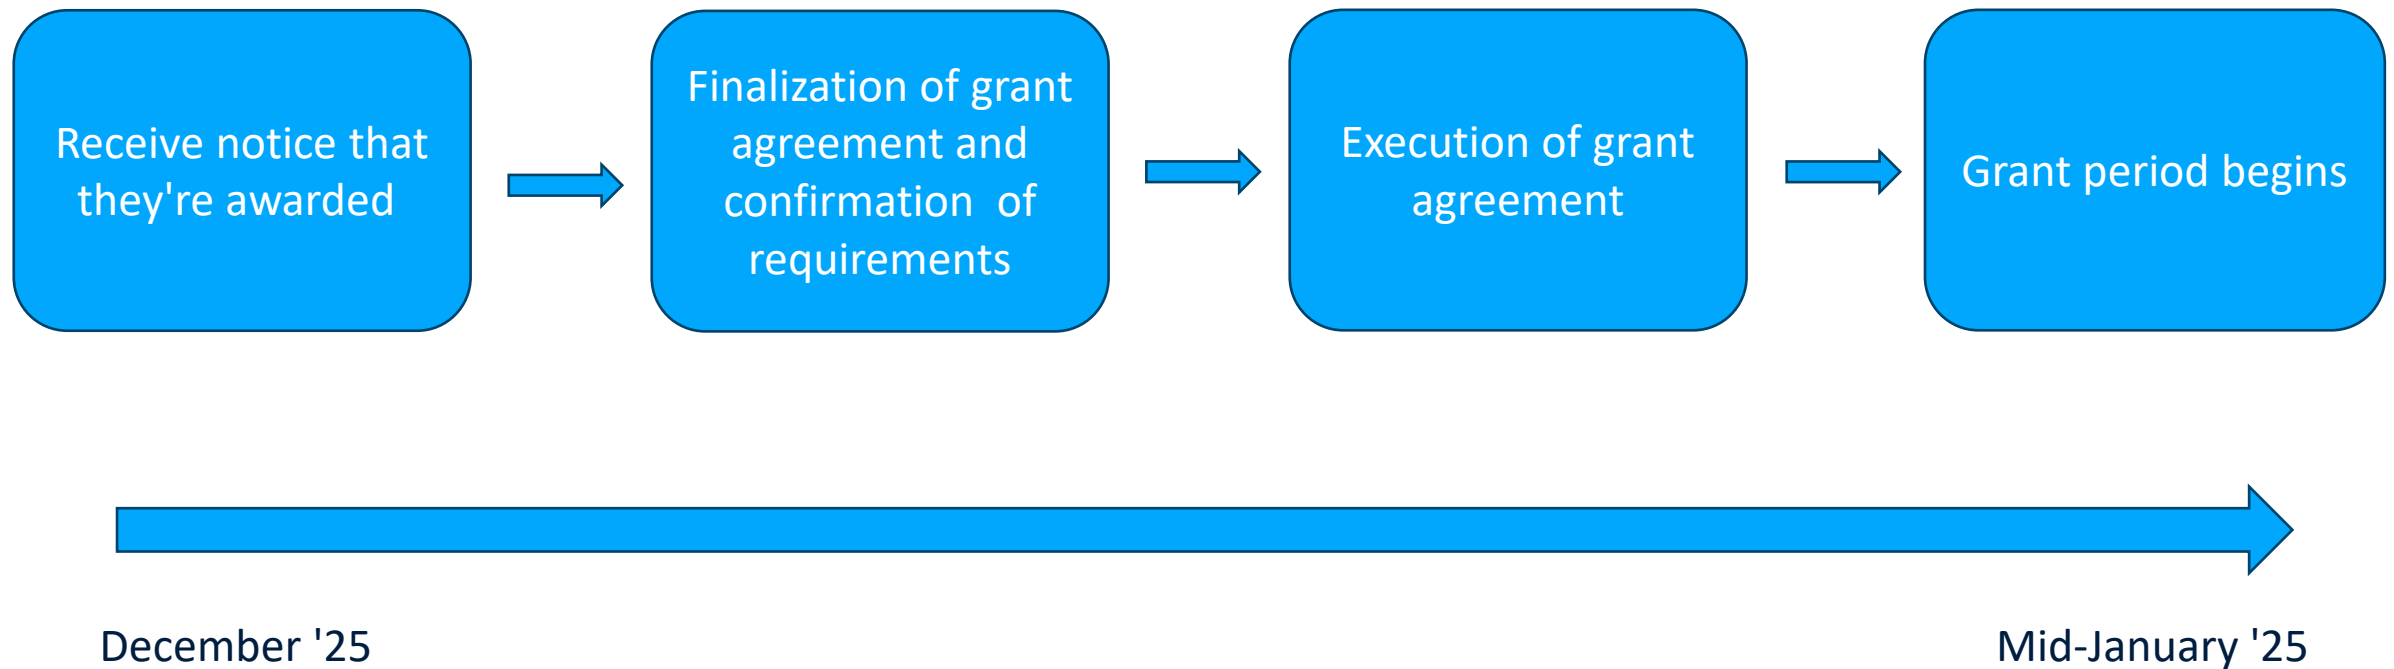 Receive notice that
they're awarded
Finalization of grant
agreement and
confirmation  of
requirements
Execution of grant
agreement
Grant period begins
December '25
Mid-January '25